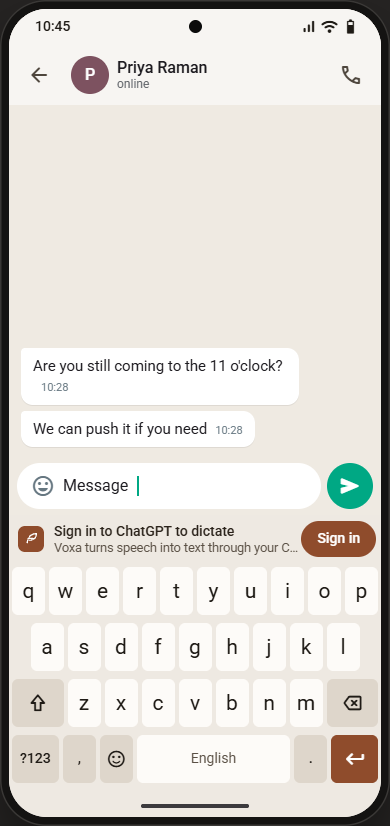 10:45
P
Priya Raman
online
Are you still coming to the 11 o'clock?
10:28
We can push it if you need 10:28
Message
Sign in to ChatGPT to dictate
Voxa turns speech into text through your C...
Sign in
q w e r t y u i o p
a s d f g h j k l
z x c v b n m
?123 , English .